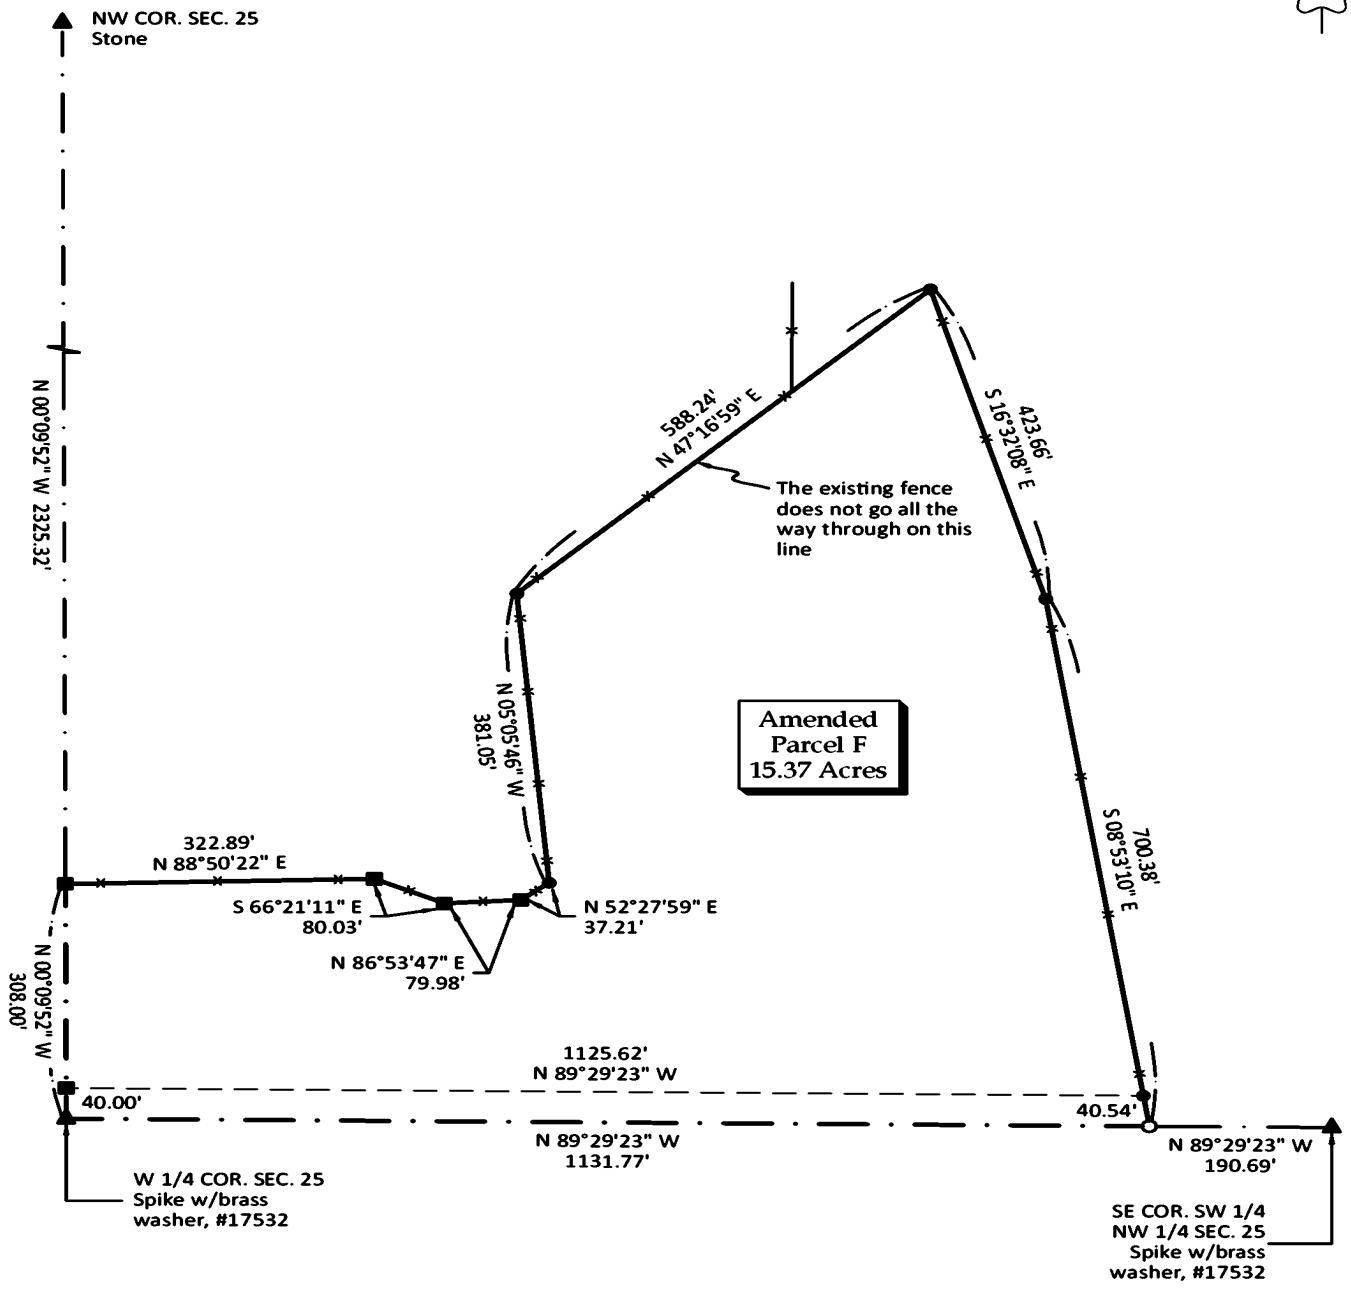 NW COR. SEC. 25
Stone
N 00°09'52" W 2325.32'
588.24'
N 47°16'59" E
423.66'
S 16°32'08" E
The existing fence
does not go all the
way through on this
line
N 05°05'46" W
381.05'
Amended
Parcel F
15.37 Acres
700.38'
S 08°53'10" E
322.89'
N 88°50'22" E
S 66°21'11" E
80.03'
N 52°27'59" E
37.21'
N 86°53'47" E
79.98'
N 00°09'52" W
308.00'
1125.62'
N 89°29'23" W
40.00'
40.54'
N 89°29'23" W
1131.77'
N 89°29'23" W
190.69'
W 1/4 COR. SEC. 25
Spike w/brass
washer, #17532
SE COR. SW 1/4
NW 1/4 SEC. 25
Spike w/brass
washer, #17532